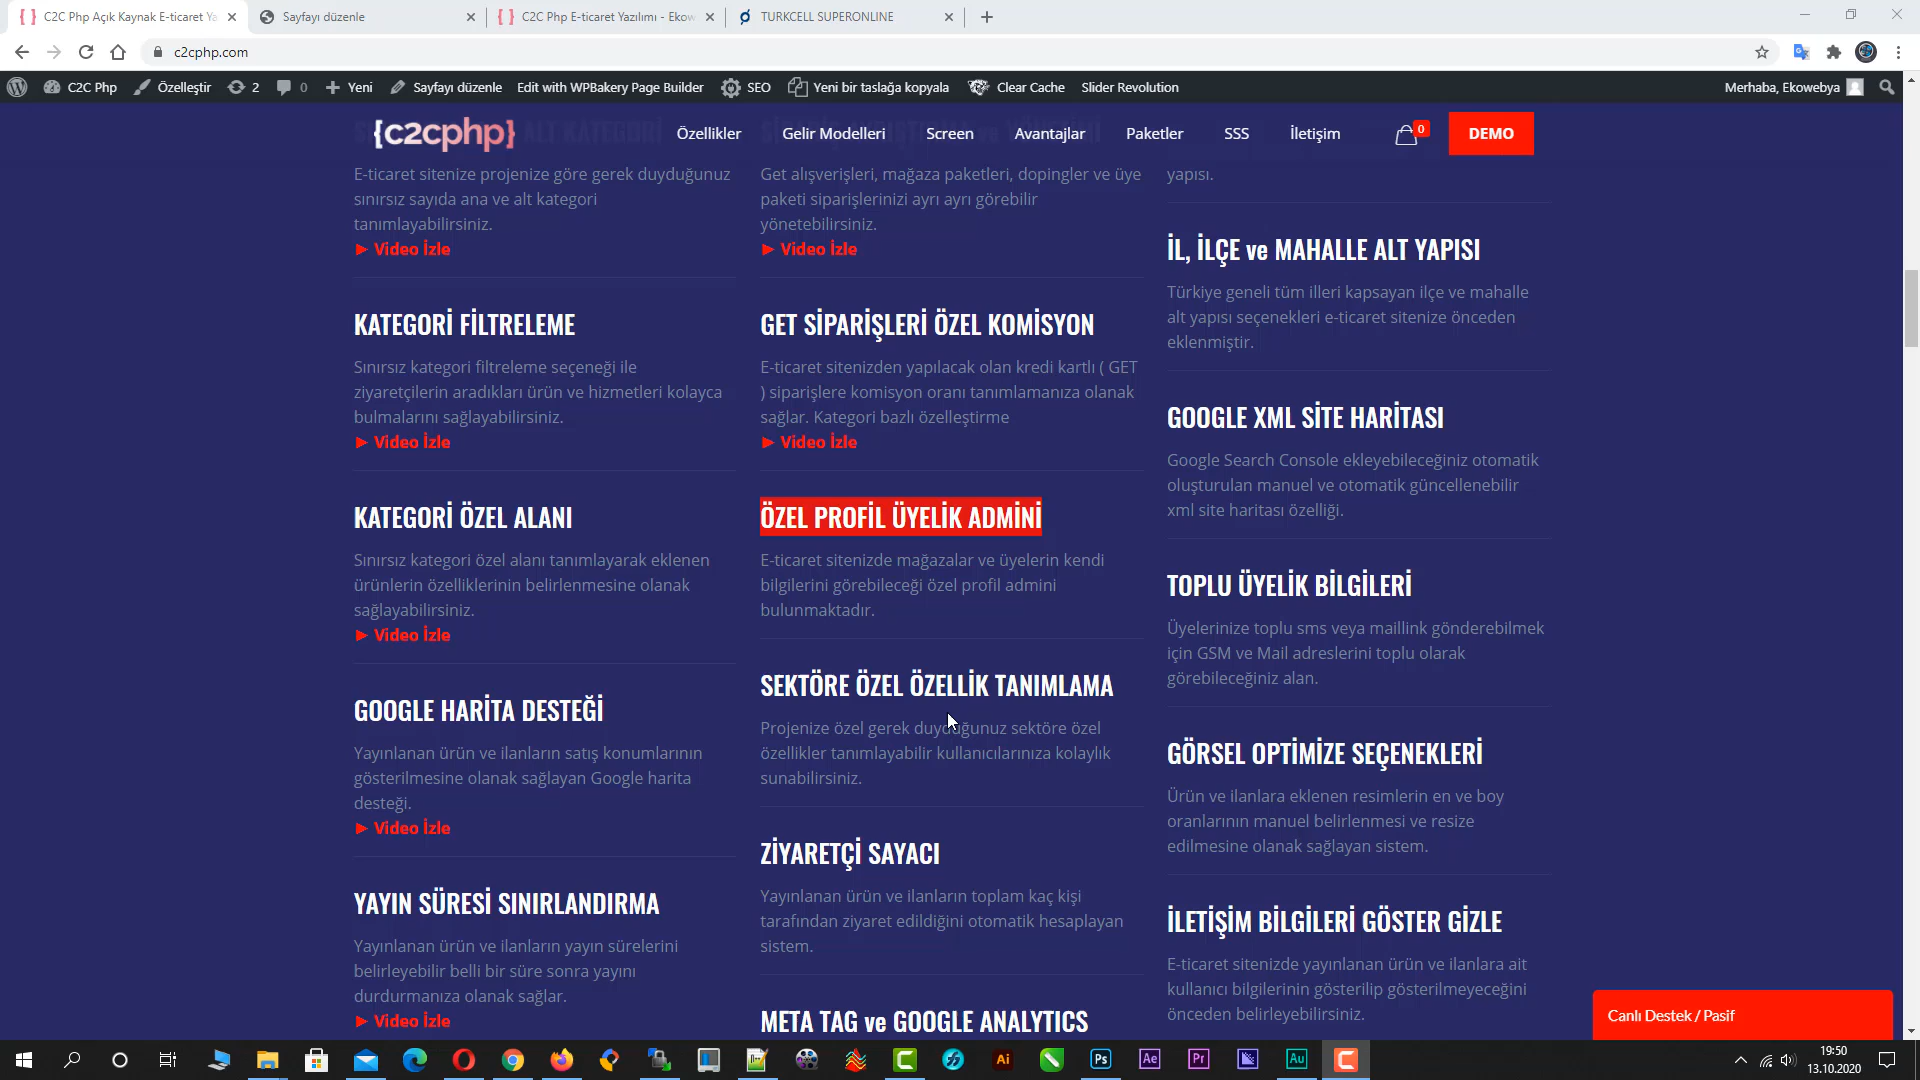 C2C Php Açık Kaynak E-ticaret Ya
Sayfayı düzenle
C2C Php E-ticaret Yazılımı - Ekow
TURKCELL SUPERONLINE
c2cphp.com
C2C Php
Özelleştir
2
0
Yeni
Sayfayı düzenle
Edit with WPBakery Page Builder
SEO
Yeni bir taslağa kopyala
Clear Cache
Slider Revolution
Merhaba, Ekowebya
{c2cphp}
Özellikler
Gelir Modelleri
Screen
Avantajlar
Paketler
SSS
İletişim
0
DEMO
ALT KATEGORİ
E-ticaret sitenize projenize göre gerek duyduğunuz
sınırsız sayıda ana ve alt kategori
tanımlayabilirsiniz.
► Video İzle
KATEGORİ FİLTRELEME
Sınırsız kategori filtreleme seçeneği ile
ziyaretçilerin aradıkları ürün ve hizmetleri kolayca
bulmalarını sağlayabilirsiniz.
► Video İzle
KATEGORİ ÖZEL ALANI
Sınırsız kategori özel alanı tanımlayarak eklenen
ürünlerin özelliklerinin belirlenmesine olanak
sağlayabilirsiniz.
► Video İzle
GOOGLE HARİTA DESTEĞİ
Yayınlanan ürün ve ilanların satış konumlarının
gösterilmesine olanak sağlayan Google harita
desteği.
► Video İzle
YAYIN SÜRESİ SINIRLANDIRMA
Yayınlanan ürün ve ilanların yayın sürelerini
belirleyebilir belli bir süre sonra yayını
durdurmanıza olanak sağlar.
► Video İzle
Get alışverişleri, mağaza paketleri, dopingler ve üye
paketi siparişlerinizi ayrı ayrı görebilir
yönetebilirsiniz.
► Video İzle
GET SİPARİŞLERİ ÖZEL KOMİSYON
E-ticaret sitenizden yapılacak olan kredi kartlı ( GET
) siparişlere komisyon oranı tanımlamanıza olanak
sağlar. Kategori bazlı özelleştirme
► Video İzle
ÖZEL PROFİL ÜYELİK ADMİNİ
E-ticaret sitenizde mağazalar ve üyelerin kendi
bilgilerini görebileceği özel profil admini
bulunmaktadır.
SEKTÖRE ÖZEL ÖZELLİK TANIMLAMA
Projenize özel gerek duyduğunuz sektöre özel
özellikler tanımlayabilir kullanıcılarınıza kolaylık
sunabilirsiniz.
ZİYARETÇİ SAYACI
Yayınlanan ürün ve ilanların toplam kaç kişi
tarafından ziyaret edildiğini otomatik hesaplayan
sistem.
META TAG ve GOOGLE ANALYTICS
yapısı.
İL, İLÇE ve MAHALLE ALT YAPISI
Türkiye geneli tüm illeri kapsayan ilçe ve mahalle
alt yapısı seçenekleri e-ticaret sitenize önceden
eklenmiştir.
GOOGLE XML SİTE HARİTASI
Google Search Console ekleyebileceğiniz otomatik
oluşturulan manuel ve otomatik güncellenebilir
xml site haritası özelliği.
TOPLU ÜYELİK BİLGİLERİ
Üyelerinize toplu sms veya maillink gönderebilmek
için GSM ve Mail adreslerini toplu olarak
görebileceğiniz alan.
GÖRSEL OPTİMİZE SEÇENEKLERİ
Ürün ve ilanlara eklenen resimlerin en ve boy
oranlarının manuel belirlenmesi ve resize
edilmesine olanak sağlayan sistem.
İLETİŞİM BİLGİLERİ GÖSTER GİZLE
E-ticaret sitenizde yayınlanan ürün ve ilanlara ait
kullanıcı bilgilerinin gösterilip gösterilmeyeceğini
önceden belirleyebilirsiniz.
Canlı Destek / Pasif
Ai
Ps
Ae
Pr
Au
19:50
13.10.2020